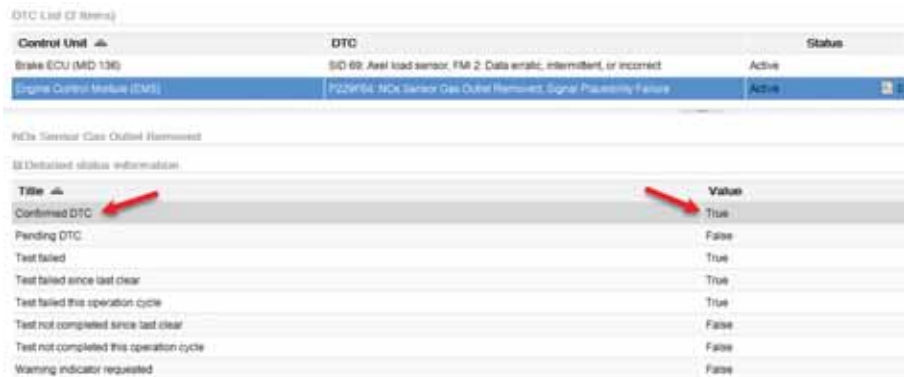 DTC List (2 items)
Control Unit DTC Status
Brake ECU (MID 136) SID 69: Axel load sensor, FMI 2: Data erratic, intermittent, or incorrect Active
Engine Control Module (EMS) P229F64: NOx Sensor Gas Outlet Removed, Signal Plausibility Failure Active
NOx Sensor Gas Outlet Removed
Detailed status information
Title Value
Confirmed DTC True
Pending DTC False
Test failed True
Test failed since last clear True
Test failed this operation cycle True
Test not completed since last clear False
Test not completed this operation cycle False
Warning indicator requested False